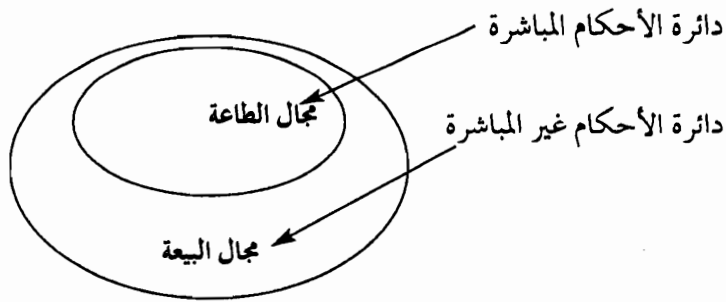 دائرة الأحكام المباشرة
مجال الطاعة
دائرة الأحكام غير المباشرة
مجال البيعة